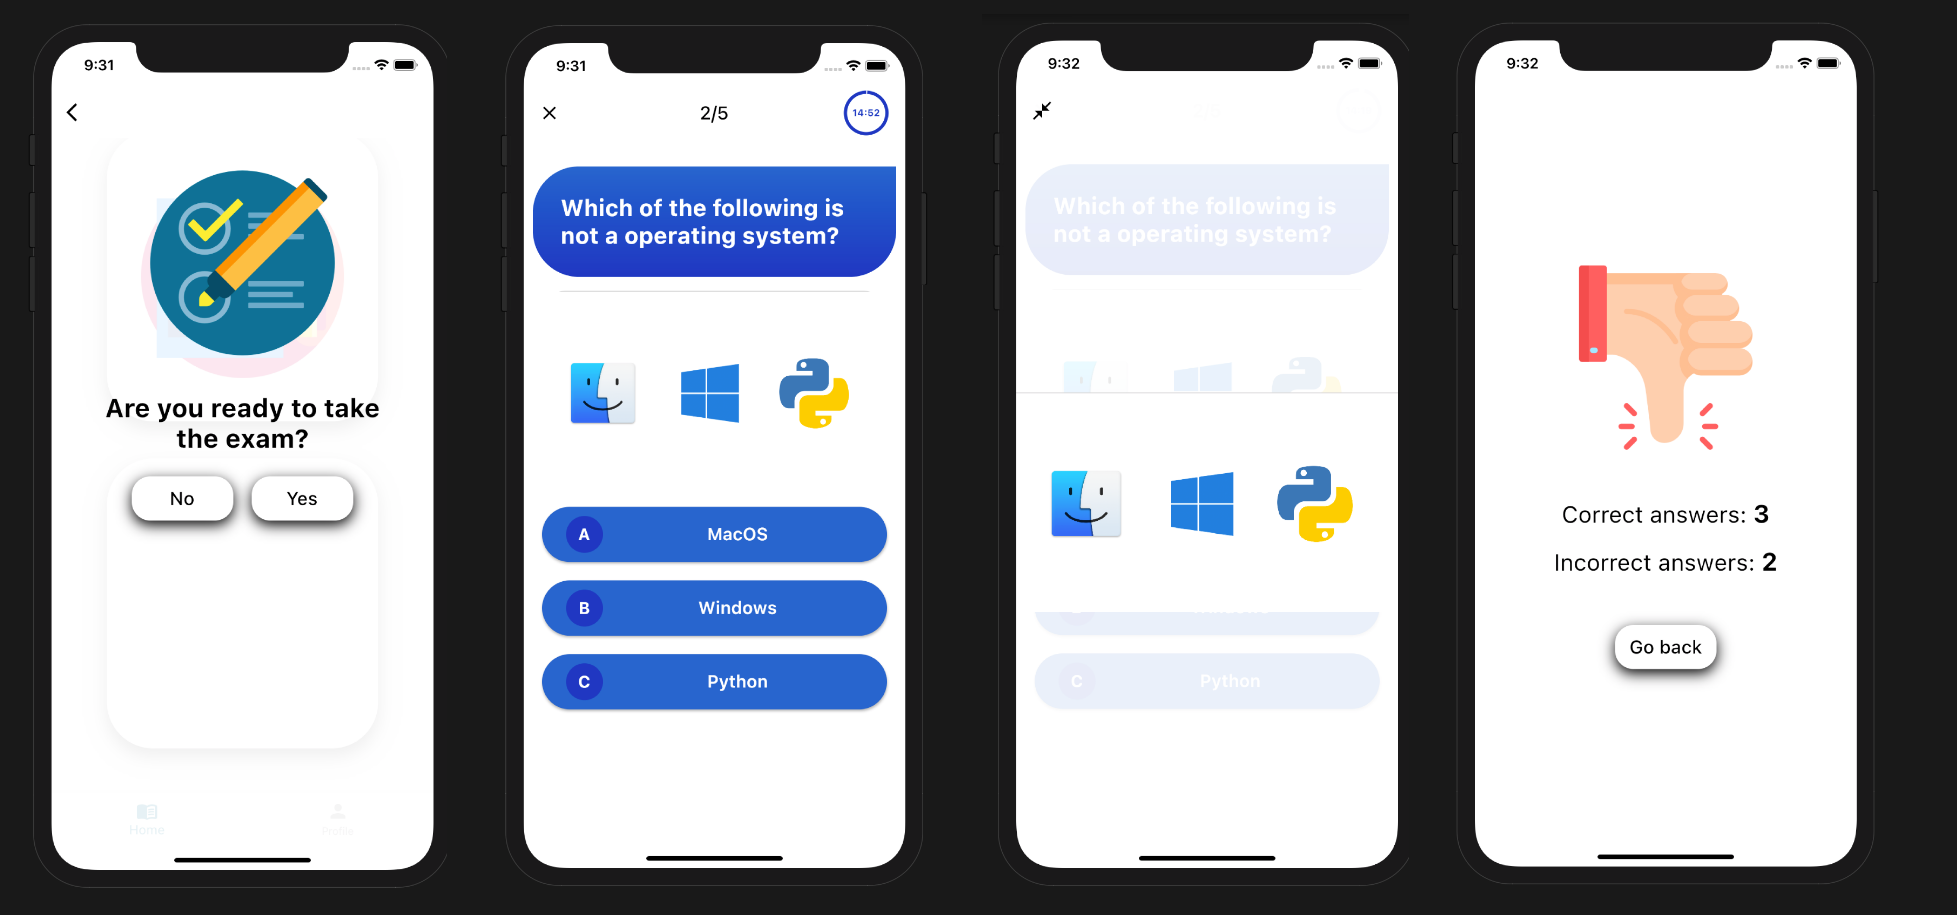 9:31
Are you ready to take
the exam?
No
Yes
Home
Profile
9:31
2/5
14:52
Which of the following is
not a operating system?
A
MacOS
B
Windows
C
Python
9:32
Which of the following is
not a operating system?
C
Python
9:32
Correct answers: 3
Incorrect answers: 2
Go back